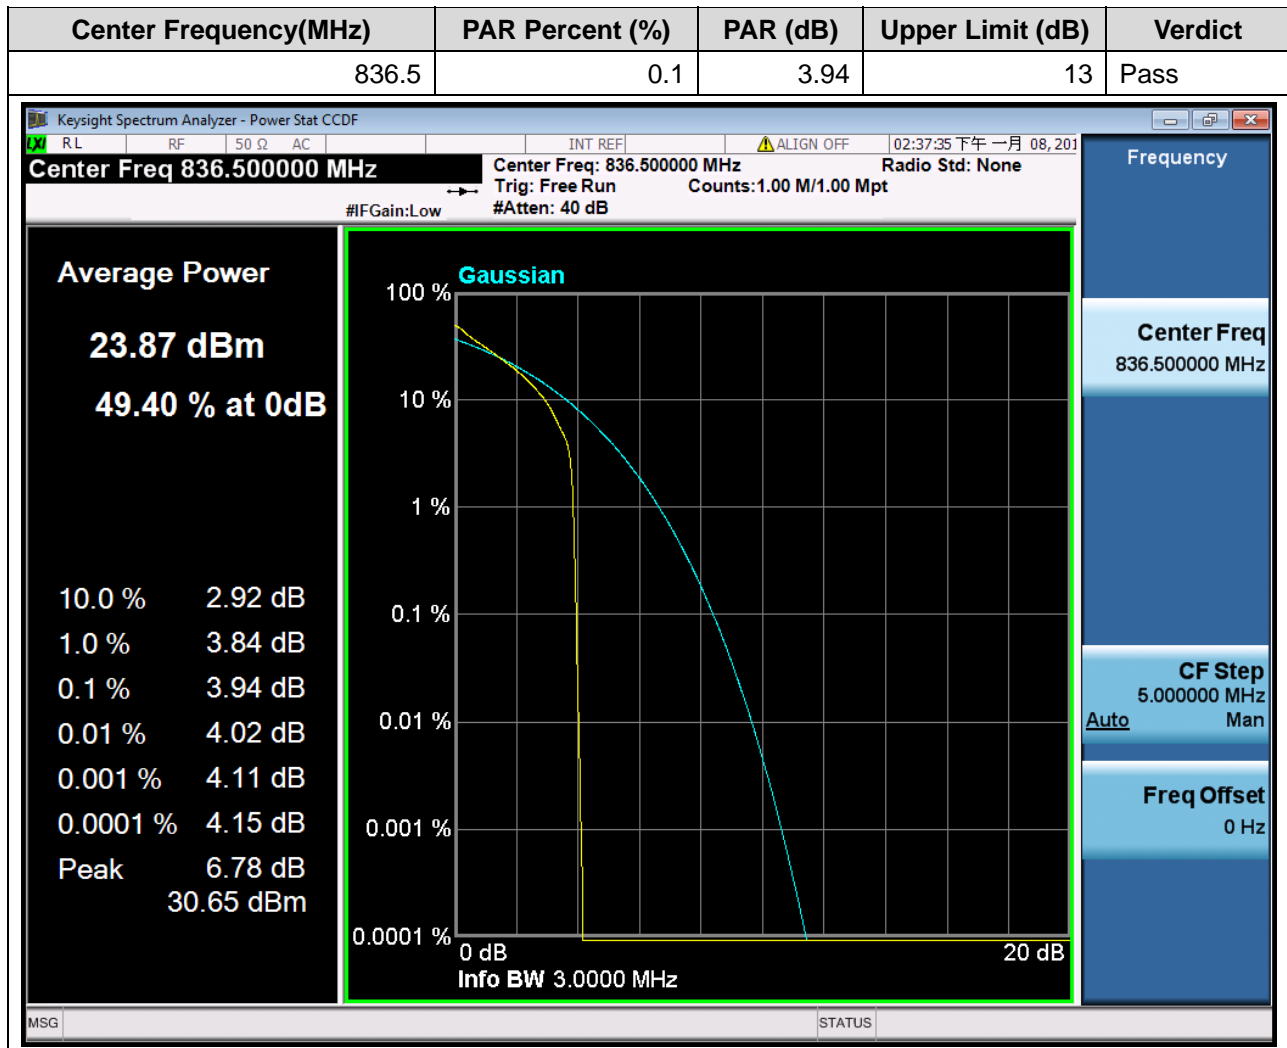 Center Frequency(MHz) PAR Percent (%) PAR (dB) Upper Limit (dB) Verdict
836.5 0.1 3.94 13 Pass
Keysight Spectrum Analyzer - Power Stat CCDF
LXI RL RF 50 Ω AC INT REF ALIGN OFF 02:37:35 下午 一月 08, 201
Center Freq 836.500000 MHz
Center Freq: 836.500000 MHz Radio Std: None
Trig: Free Run Counts:1.00 M/1.00 Mpt
#IFGain:Low #Atten: 40 dB
Average Power
23.87 dBm
49.40 % at 0dB
10.0 % 2.92 dB
1.0 % 3.84 dB
0.1 % 3.94 dB
0.01 % 4.02 dB
0.001 % 4.11 dB
0.0001 % 4.15 dB
Peak 6.78 dB
30.65 dBm
Gaussian
100 %
10 %
1 %
0.1 %
0.01 %
0.001 %
0.0001 %
0 dB 20 dB
Info BW 3.0000 MHz
Frequency
Center Freq
836.500000 MHz
CF Step
5.000000 MHz
Auto Man
Freq Offset
0 Hz
MSG STATUS